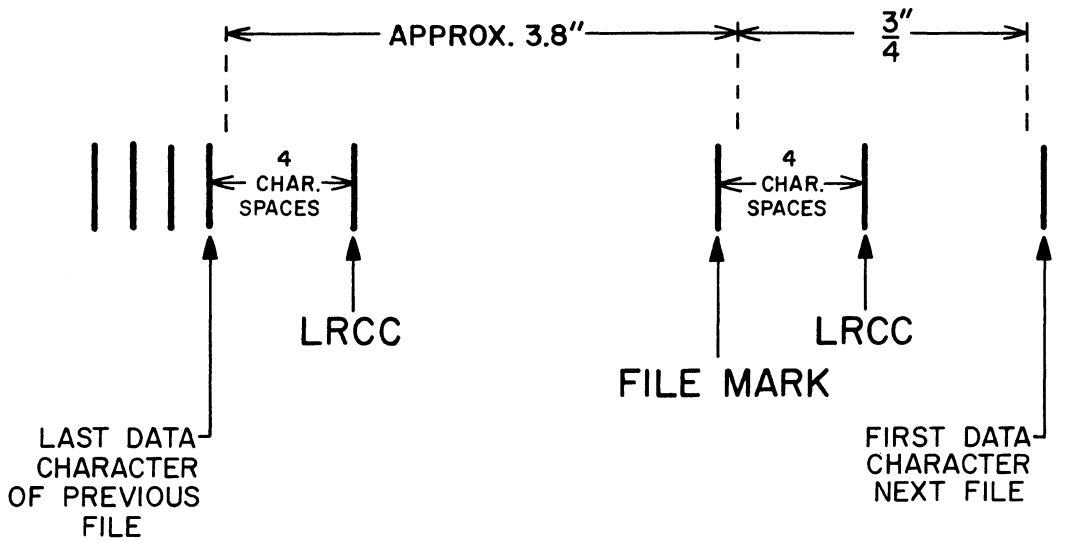 APPROX. 3.8"
3"
4
4
CHAR.
SPACES
4
CHAR.
SPACES
LRCC
LRCC
FILE MARK
LAST DATA
CHARACTER
OF PREVIOUS
FILE
FIRST DATA
CHARACTER
NEXT FILE